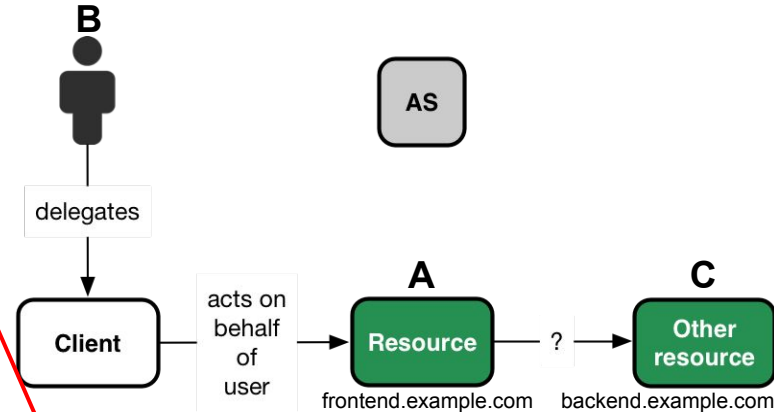 B
AS
delegates
A
C
Client
acts on
behalf
of
user
Resource
?
Other
resource
frontend.example.com
backend.example.com